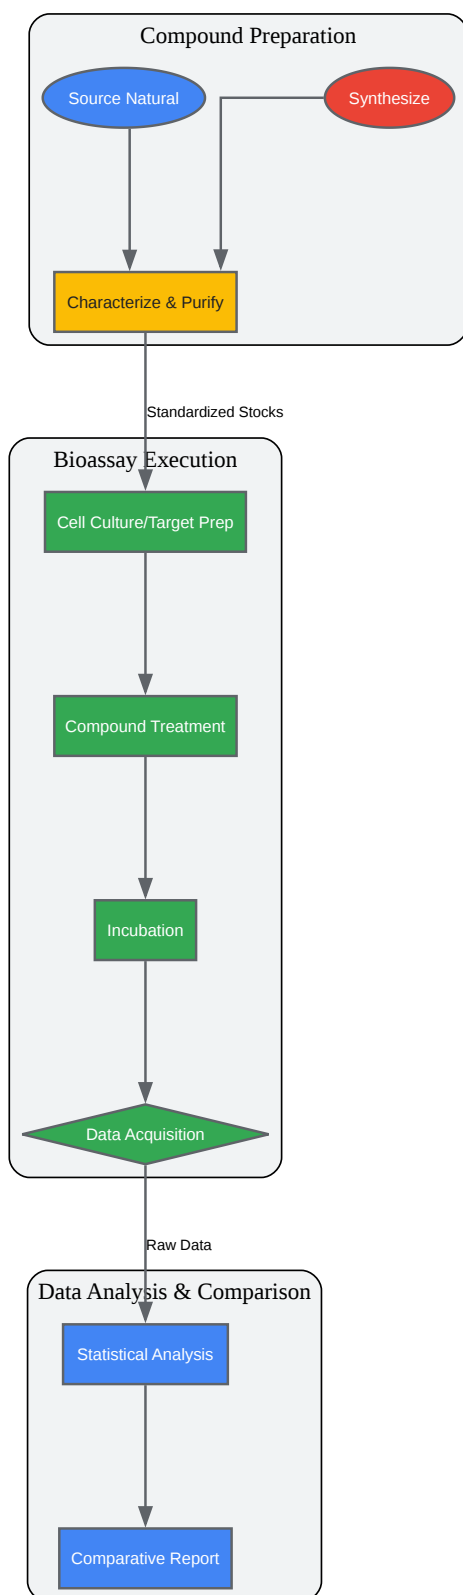 Compound Preparation
Source Natural
Synthesize
Characterize & Purify
Standardized Stocks
Bioassay Execution
Cell Culture/Target Prep
Compound Treatment
Incubation
Data Acquisition
Raw Data
Data Analysis & Comparison
Statistical Analysis
Comparative Report